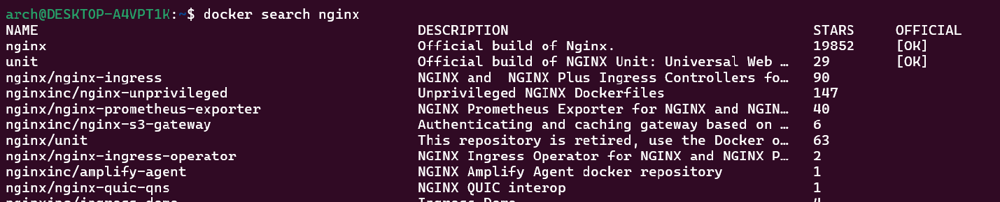 arch@DESKTOP-A4VPT1K:~$ docker search nginx
NAME DESCRIPTION STARS OFFICIAL
nginx Official build of Nginx. 19852 [OK]
unit Official build of NGINX Unit: Universal Web … 29 [OK]
nginx/nginx-ingress NGINX and  NGINX Plus Ingress Controllers fo… 90
nginxinc/nginx-unprivileged Unprivileged NGINX Dockerfiles 147
nginx/nginx-prometheus-exporter NGINX Prometheus Exporter for NGINX and NGIN… 40
nginxinc/nginx-s3-gateway Authenticating and caching gateway based on … 6
nginx/unit This repository is retired, use the Docker o… 63
nginx/nginx-ingress-operator NGINX Ingress Operator for NGINX and NGINX P… 2
nginxinc/amplify-agent NGINX Amplify Agent docker repository 1
nginx/nginx-quic-qns NGINX QUIC interop 1
nginxinc/ingress-demo Ingress Demo